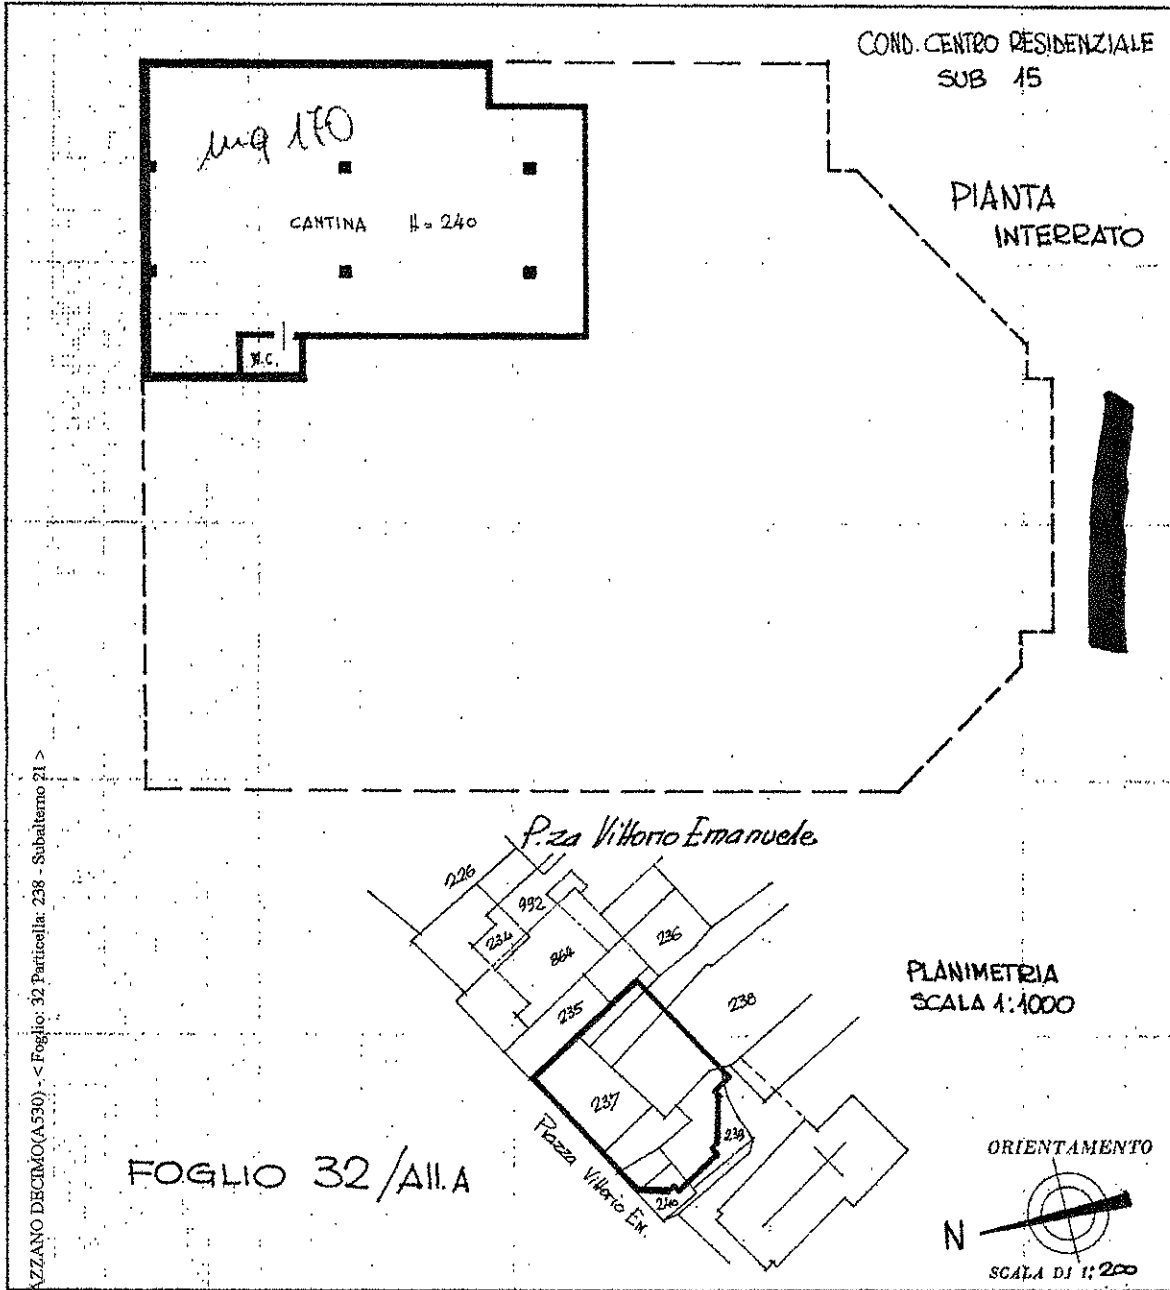 COND. CENTRO RESIDENZIALE
SUB 15
mq 170
PIANTA
INTERRATO
CANTINA H=240
W.C.
P.za Vittorio Emanuele
226
992
234
864
236
235
238
237
239
240
Piazza Vittorio Em.
PLANIMETRIA
SCALA 1:1000
FOGLIO 32/All.A
ORIENTAMENTO
N
SCALA DI 1:200
AZZANO DECIMO(A530) - < Foglio: 32 Particella: 238 - Subalterno 21 >